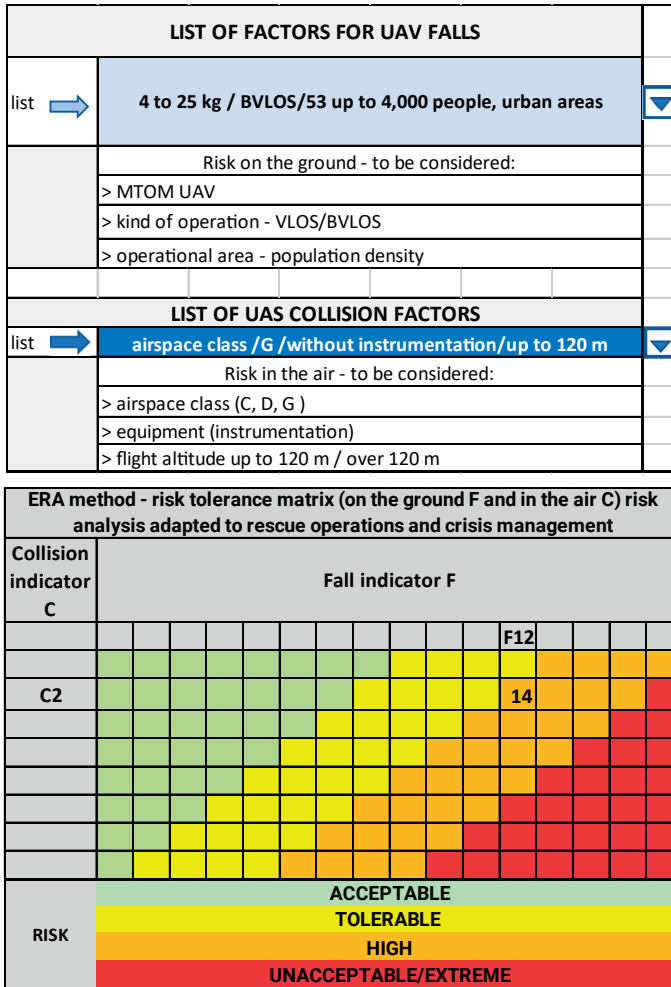 LIST OF FACTORS FOR UAV FALLS
list
4 to 25 kg / BVLOS/53 up to 4,000 people, urban areas
Risk on the ground - to be considered:
> MTOM UAV
> kind of operation - VLOS/BVLOS
> operational area - population density
LIST OF UAS COLLISION FACTORS
list
airspace class /G /without instrumentation/up to 120 m
Risk in the air - to be considered:
> airspace class (C, D, G )
> equipment (instrumentation)
> flight altitude up to 120 m / over 120 m
ERA method - risk tolerance matrix (on the ground F and in the air C) risk
analysis adapted to rescue operations and crisis management
Collision
indicator
C
Fall indicator F
F12
C2
14
RISK
ACCEPTABLE
TOLERABLE
HIGH
UNACCEPTABLE/EXTREME